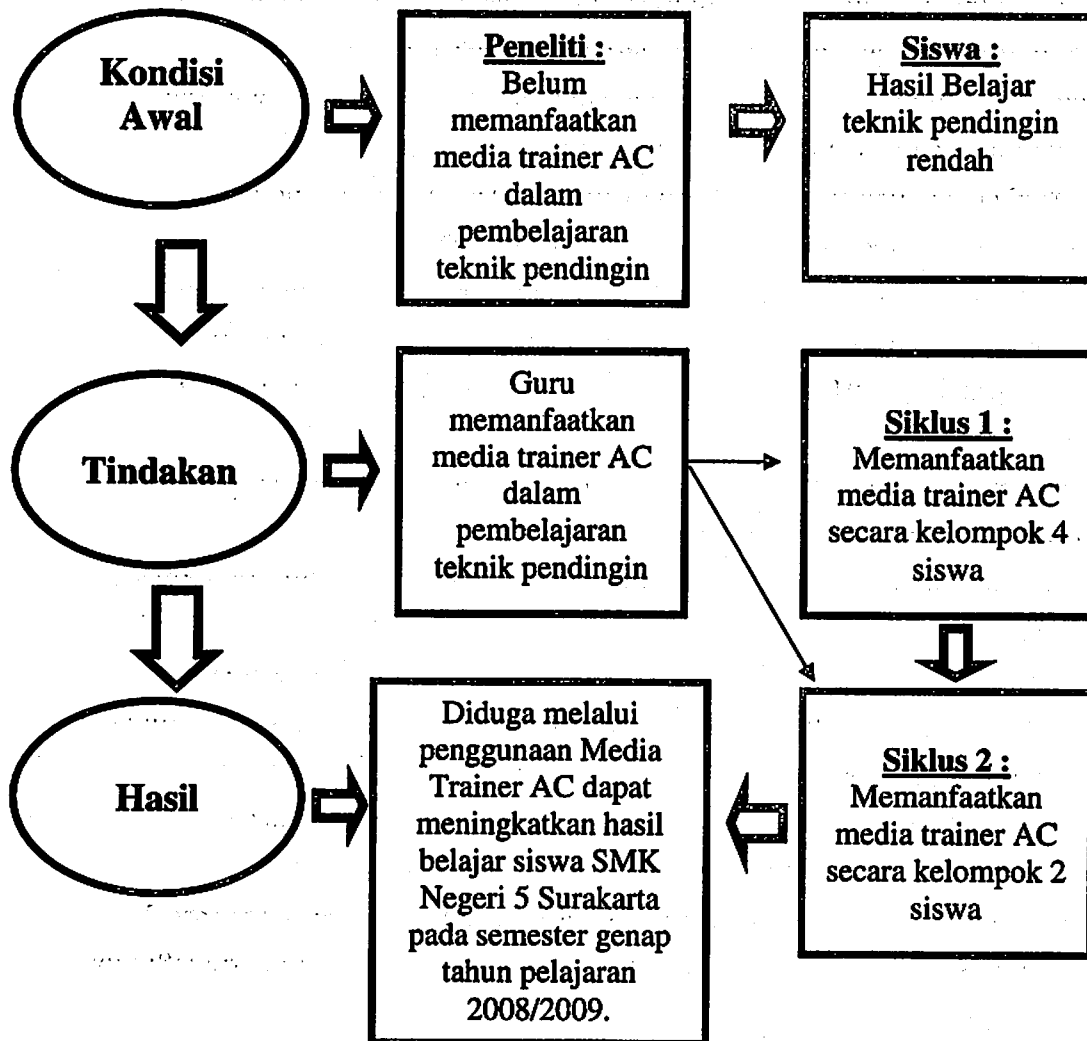 Kondisi
Awal
Peneliti :
Belum
memanfaatkan
media trainer AC
dalam
pembelajaran
teknik pendingin
Siswa :
Hasil Belajar
teknik pendingin
rendah
Tindakan
Guru
memanfaatkan
media trainer AC
dalam
pembelajaran
teknik pendingin
Siklus 1 :
Memanfaatkan
media trainer AC
secara kelompok 4
siswa
Hasil
Diduga melalui
penggunaan Media
Trainer AC dapat
meningkatkan hasil
belajar siswa SMK
Negeri 5 Surakarta
pada semester genap
tahun pelajaran
2008/2009.
Siklus 2 :
Memanfaatkan
media trainer AC
secara kelompok 2
siswa